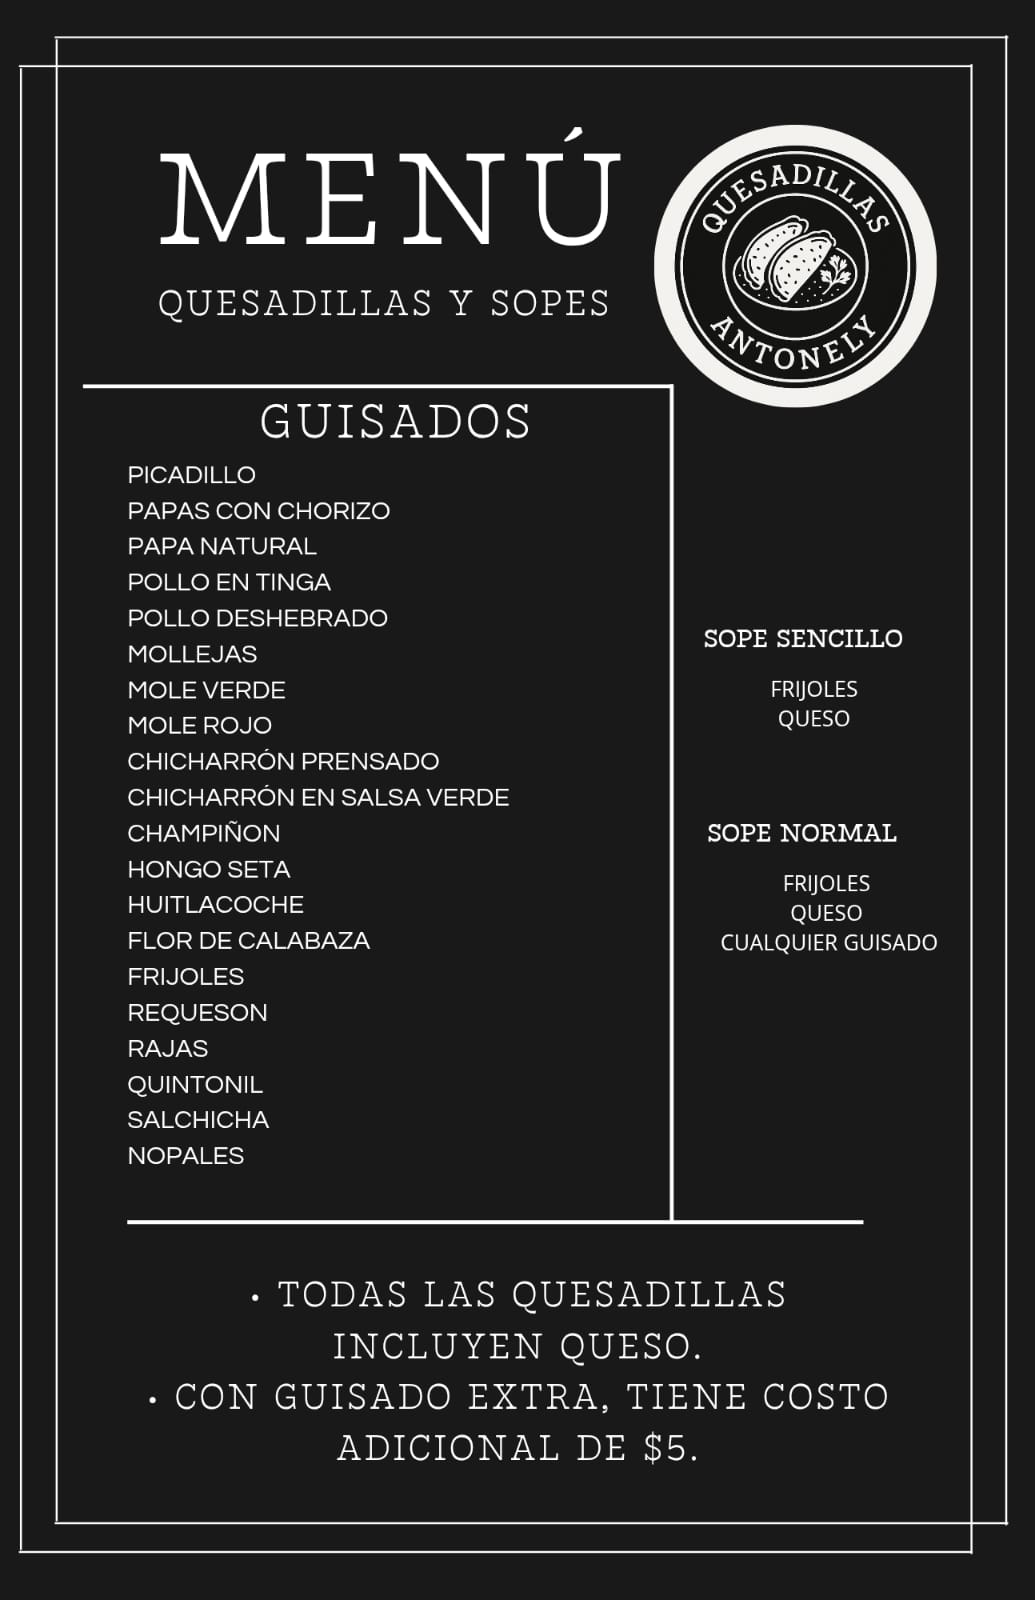 MENÚ
QUESADILLAS Y SOPES
QUESADILLAS
ANTONELY
GUISADOS
PICADILLO
PAPAS CON CHORIZO
PAPA NATURAL
POLLO EN TINGA
POLLO DESHEBRADO
MOLLEJAS
MOLE VERDE
MOLE ROJO
CHICHARRÓN PRENSADO
CHICHARRÓN EN SALSA VERDE
CHAMPIÑON
HONGO SETA
HUITLACOCHE
FLOR DE CALABAZA
FRIJOLES
REQUESON
RAJAS
QUINTONIL
SALCHICHA
NOPALES
SOPE SENCILLO
FRIJOLES
QUESO
SOPE NORMAL
FRIJOLES
QUESO
CUALQUIER GUISADO
• TODAS LAS QUESADILLAS
INCLUYEN QUESO.
• CON GUISADO EXTRA, TIENE COSTO
ADICIONAL DE $5.